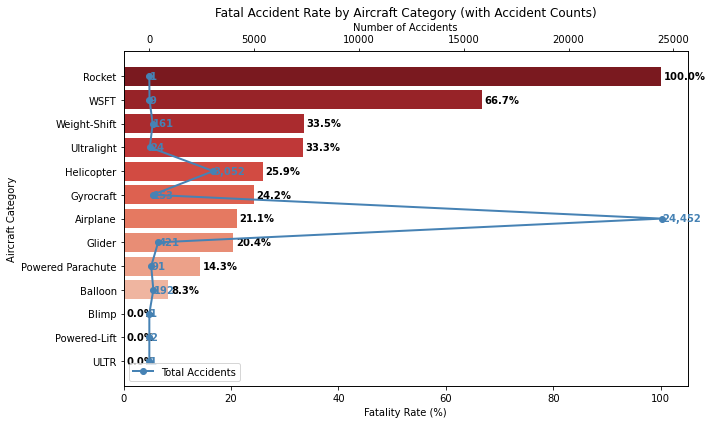 Fatal Accident Rate by Aircraft Category (with Accident Counts)
Number of Accidents
0 5000 10000 15000 20000 25000
Rocket 1 100.0%
WSFT 9 66.7%
Weight-Shift 161 33.5%
Ultralight 24 33.3%
Helicopter 25.9%
Gyrocraft 24.2%
Airplane 21.1% 24,452
Glider 421 20.4%
Powered Parachute 91 14.3%
Balloon 192 8.3%
Blimp 0.0% 1
Powered-Lift 0.0% 2
ULTR 0.0%
Total Accidents
0 20 40 60 80 100
Fatality Rate (%)
Aircraft Category